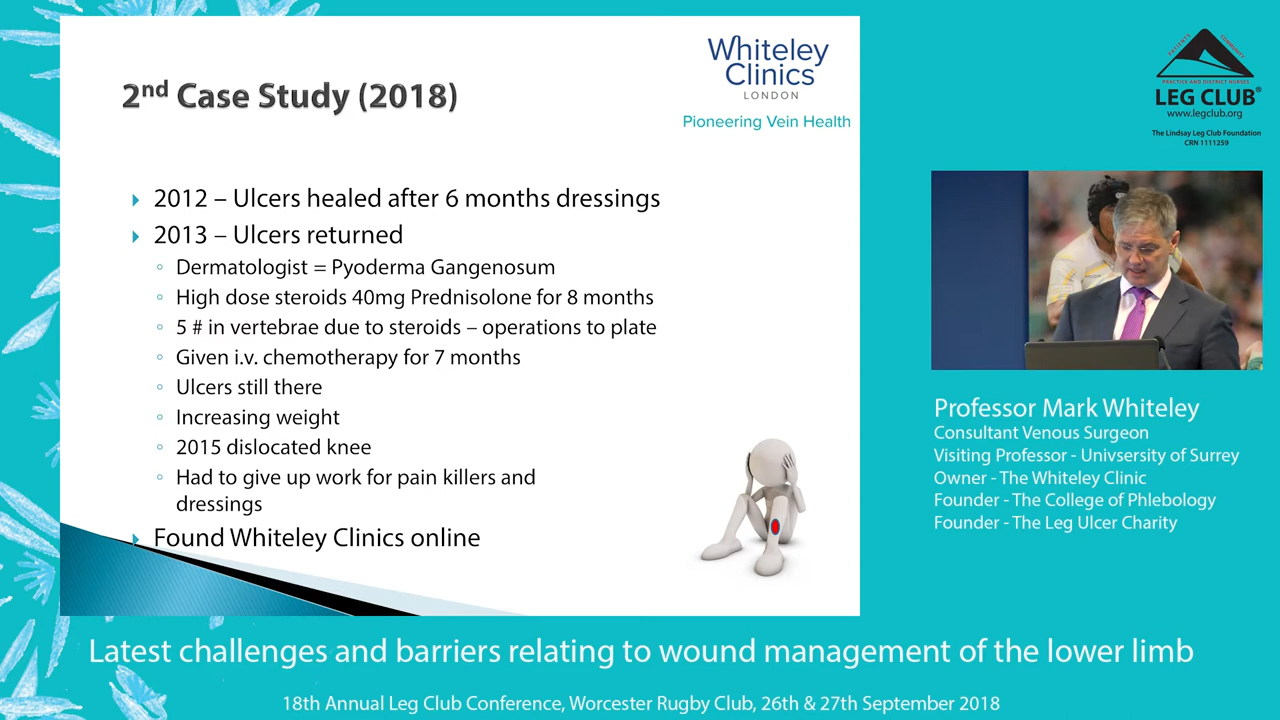 2nd Case Study (2018)
Whiteley
Clinics
LONDON
Pioneering Vein Health
2012 – Ulcers healed after 6 months dressings
2013 – Ulcers returned
Dermatologist = Pyoderma Gangenosum
High dose steroids 40mg Prednisolone for 8 months
5 # in vertebrae due to steroids – operations to plate
Given i.v. chemotherapy for 7 months
Ulcers still there
Increasing weight
2015 dislocated knee
Had to give up work for pain killers and
dressings
Found Whiteley Clinics online
PATIENTS COMMUNITY
PRACTICE AND DISTRICT NURSES
LEG CLUB®
www.legclub.org
The Lindsay Leg Club Foundation
CRN 1111259
Professor Mark Whiteley
Consultant Venous Surgeon
Visiting Professor - Univsersity of Surrey
Owner - The Whiteley Clinic
Founder - The College of Phlebology
Founder - The Leg Ulcer Charity
Latest challenges and barriers relating to wound management of the lower limb
18th Annual Leg Club Conference, Worcester Rugby Club, 26th & 27th September 2018